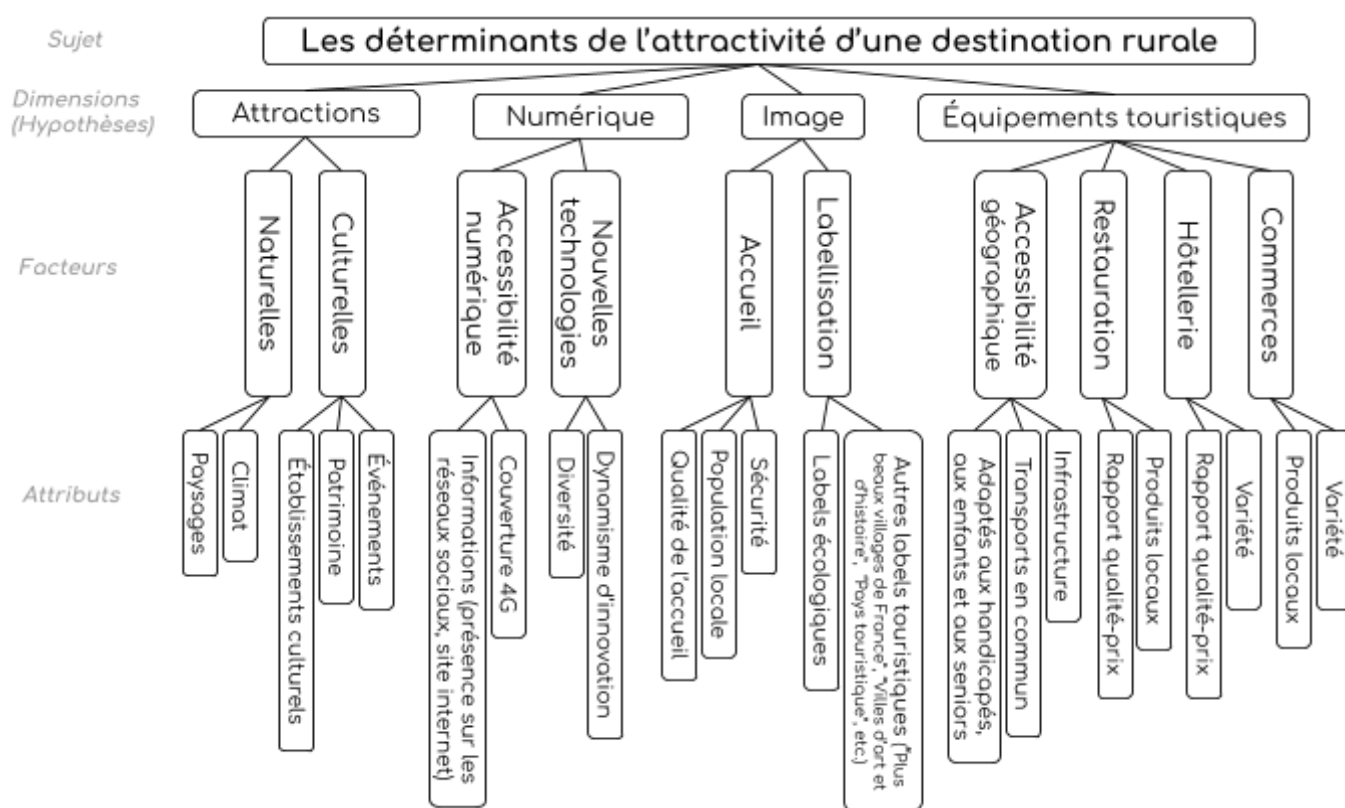 Sujet
Les déterminants de l'attractivité d'une destination rurale
Dimensions
(Hypothèses)
Attractions
Numérique
Image
Équipements touristiques
Facteurs
Naturelles
Culturelles
Accessibilité
numérique
Nouvelles
technologies
Accueil
Labellisation
Accessibilité
géographique
Restauration
Hôtellerie
Commerces
Attributs
Paysages
Climat
Établissements culturels
Patrimoine
Événements
Informations (présence sur les
réseaux sociaux, site internet)
Couverture 4G
Diversité
Dynamisme d'innovation
Qualité de l'accueil
Population locale
Sécurité
Labels écologiques
Autres labels touristiques ("Plus
beaux villages de France", "Villes d'art et
d'histoire", "Pays touristique", etc.)
Adaptés aux handicapés,
aux enfants et aux seniors
Transports en commun
Infrastructure
Rapport qualité-prix
Produits locaux
Rapport qualité-prix
Variété
Produits locaux
Variété